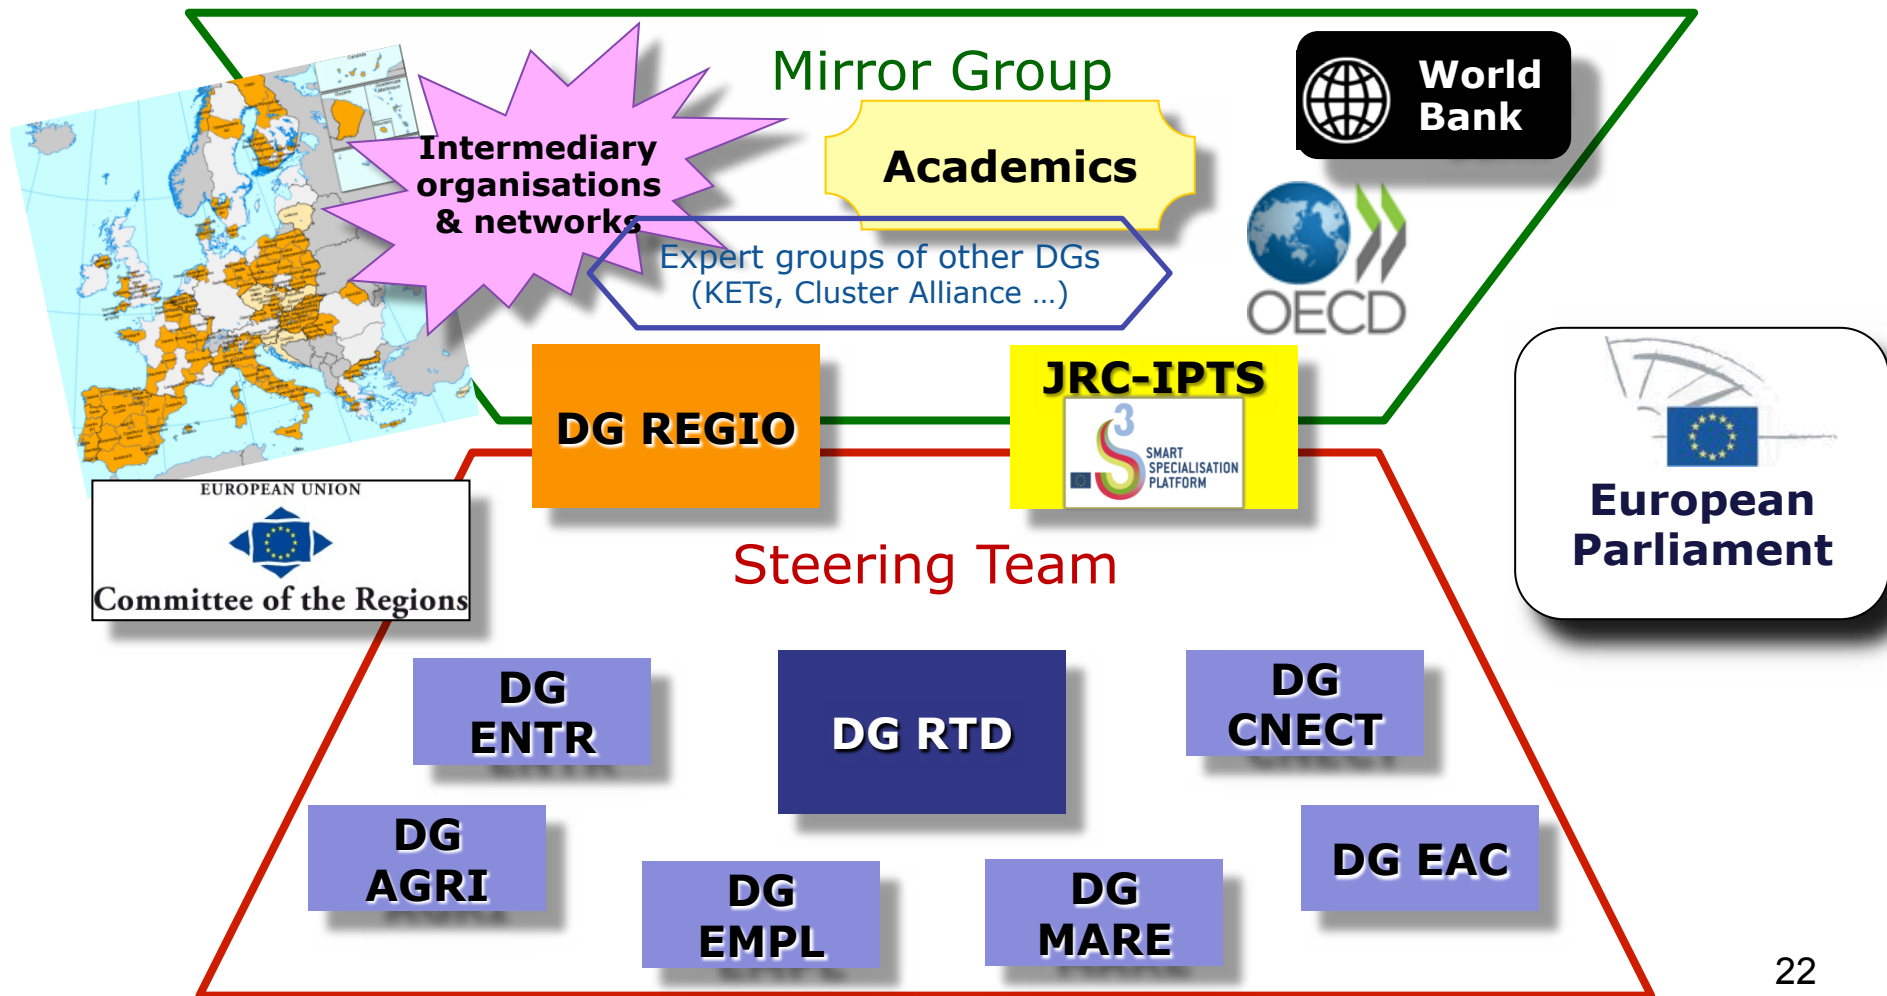 Mirror Group
World
Bank
Intermediary
organisations
& networks
Academics
Expert groups of other DGs
(KETs, Cluster Alliance ...)
OECD
DG REGIO
JRC-IPTS
S3
SMART
SPECIALISATION
PLATFORM
European
Parliament
EUROPEAN UNION
Committee of the Regions
Steering Team
DG
ENTR
DG RTD
DG
CNECT
DG
AGRI
DG
EMPL
DG
MARE
DG EAC
22